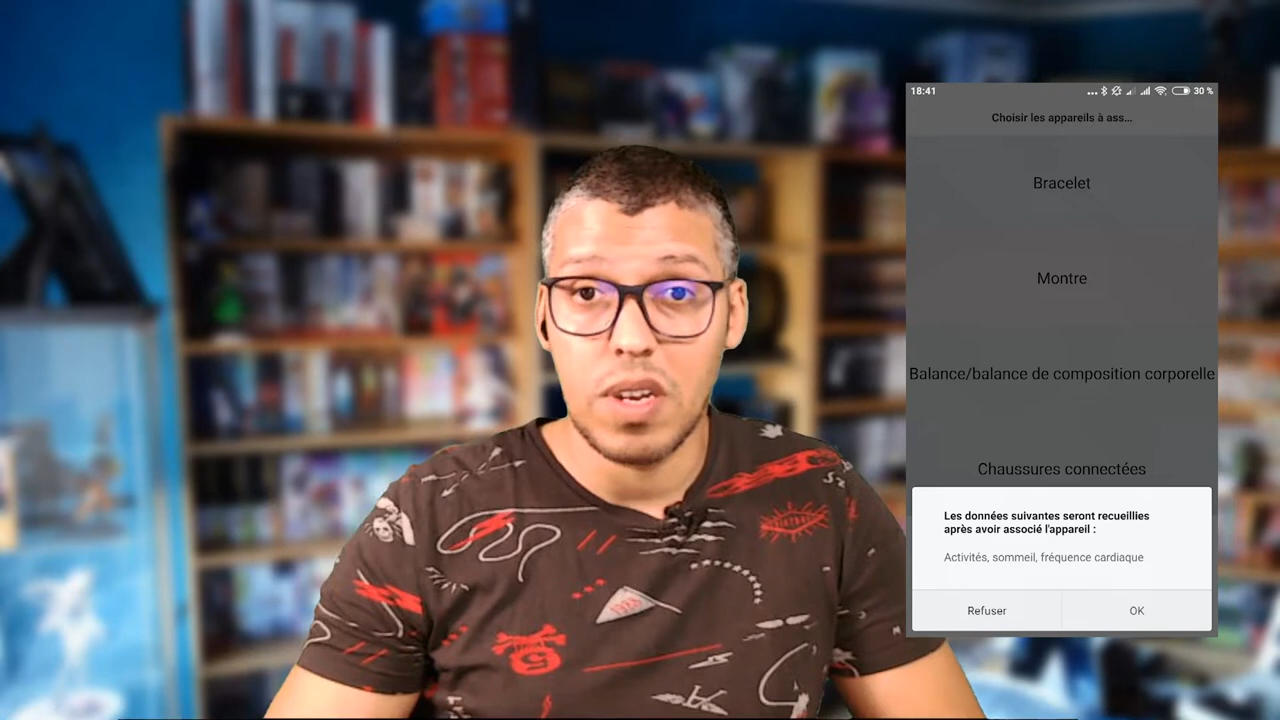 18:41
30 %
Choisir les appareils à ass...
Bracelet
Montre
Balance/balance de composition corporelle
Chaussures connectées
Les données suivantes seront recueillies
après avoir associé l'appareil :
Activités, sommeil, fréquence cardiaque
Refuser
OK